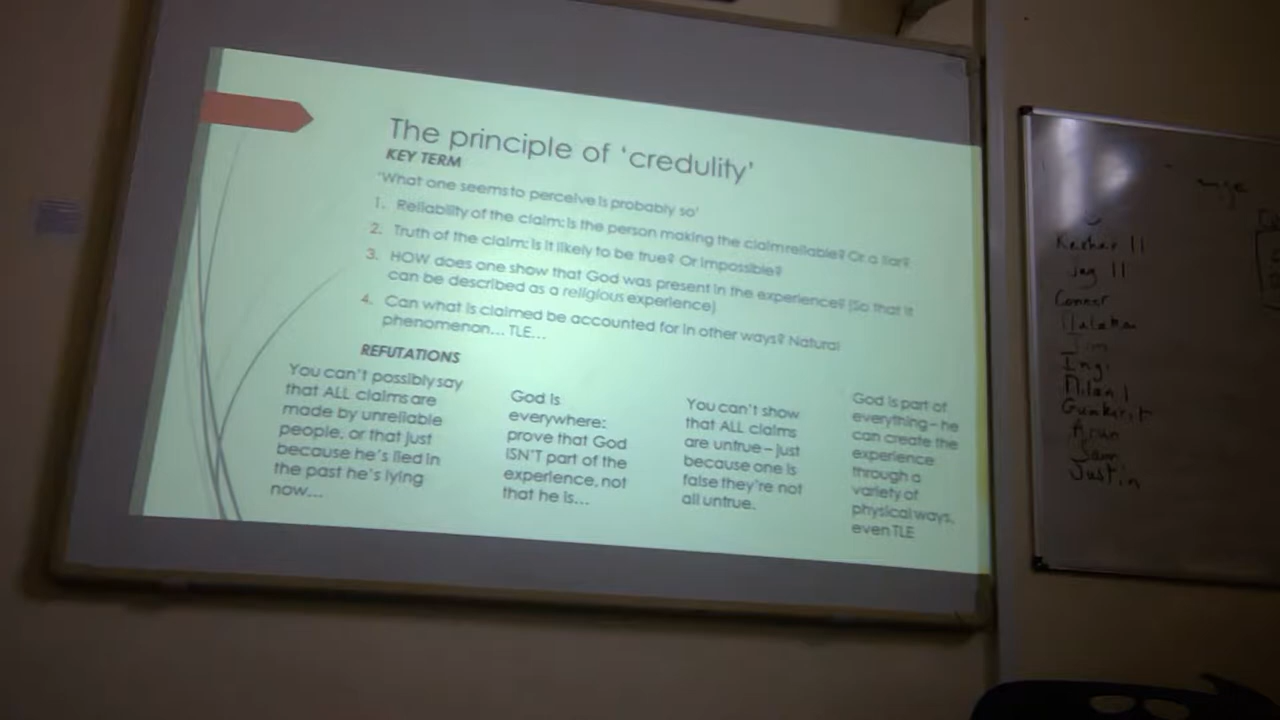 The principle of ‘credulity’
KEY TERM
‘What one seems to perceive is probably so’
1. Reliability of the claim: Is the person making the claim reliable? Or a liar?
2. Truth of the claim: Is it likely to be true? Or impossible?
3. HOW does one show that God was present in the experience? (So that it
can be described as a religious experience)
4. Can what is claimed be accounted for in other ways? Natural
phenomenon... TLE...
REFUTATIONS
You can’t possibly say
that ALL claims are
made by unreliable
people, or that just
because he’s lied in
the past he’s lying
now...
God is
everywhere:
prove that God
ISN’T part of the
experience, not
that he is...
You can’t show
that ALL claims
are untrue – just
because one is
false they’re not
all untrue.
God is part of
everything – he
can create the
experience
through a
variety of
physical ways,
even TLE
Jag 11
Connor
Ingi
Milan 1
Arun
Sam
Justin